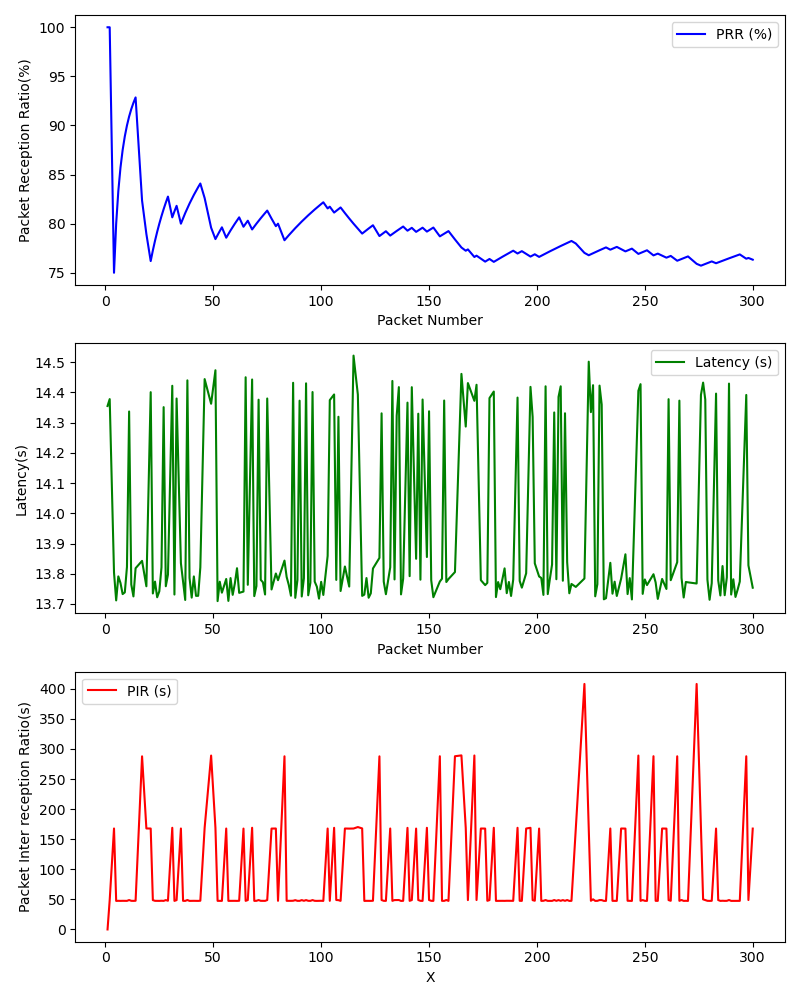 PRR (%)
Packet Reception Ratio(%)
100
95
90
85
80
75
0 50 100 150 200 250 300
Packet Number
Latency (s)
Latency(s)
14.5
14.4
14.3
14.2
14.1
14.0
13.9
13.8
13.7
0 50 100 150 200 250 300
Packet Number
PIR (s)
Packet Inter reception Ratio(s)
400
350
300
250
200
150
100
50
0
0 50 100 150 200 250 300
X